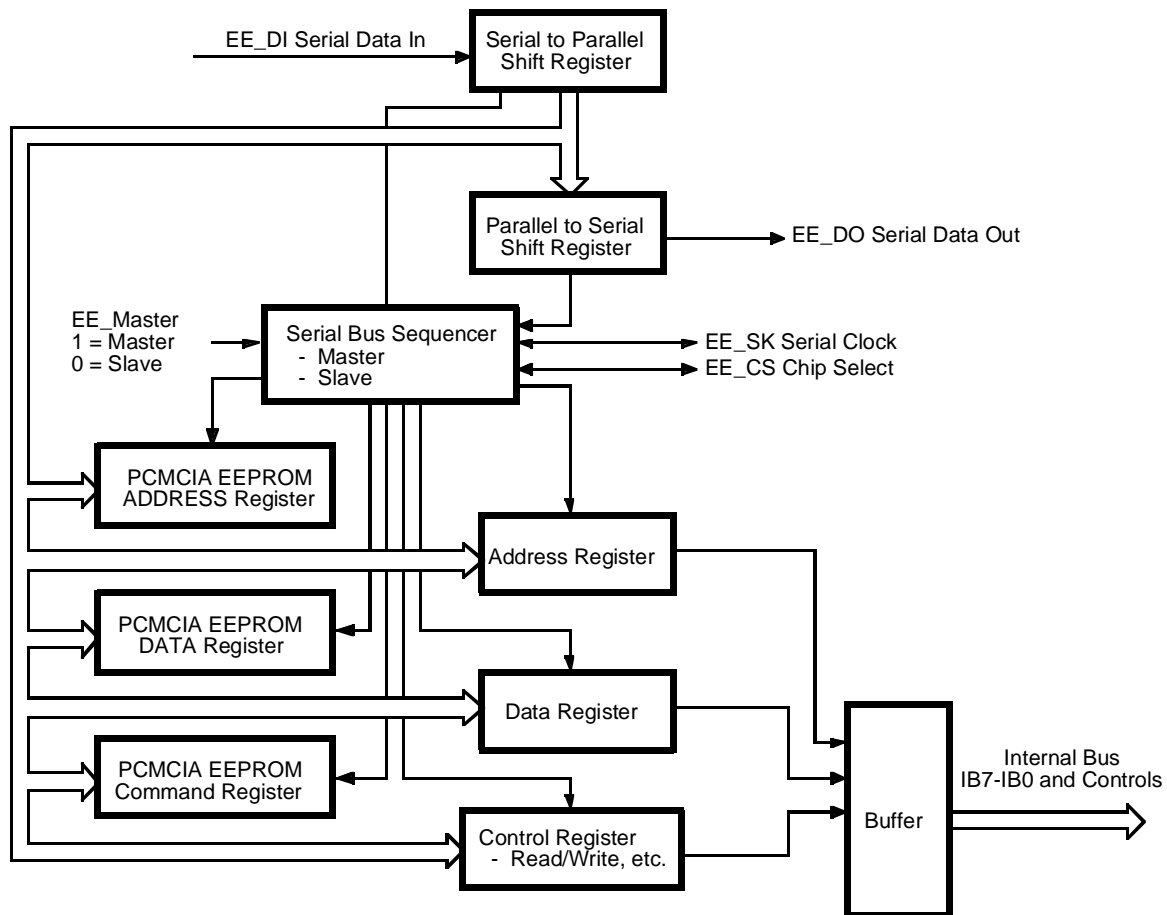 EE_DI Serial Data In
Serial to Parallel
Shift Register
Parallel to Serial
Shift Register
EE_DO Serial Data Out
EE_Master
1 = Master
0 = Slave
Serial Bus Sequencer
- Master
- Slave
EE_SK Serial Clock
EE_CS Chip Select
PCMCIA EEPROM
ADDRESS Register
Address Register
PCMCIA EEPROM
DATA Register
Data Register
PCMCIA EEPROM
Command Register
Control Register
- Read/Write, etc.
Buffer
Internal Bus
IB7-IB0 and Controls